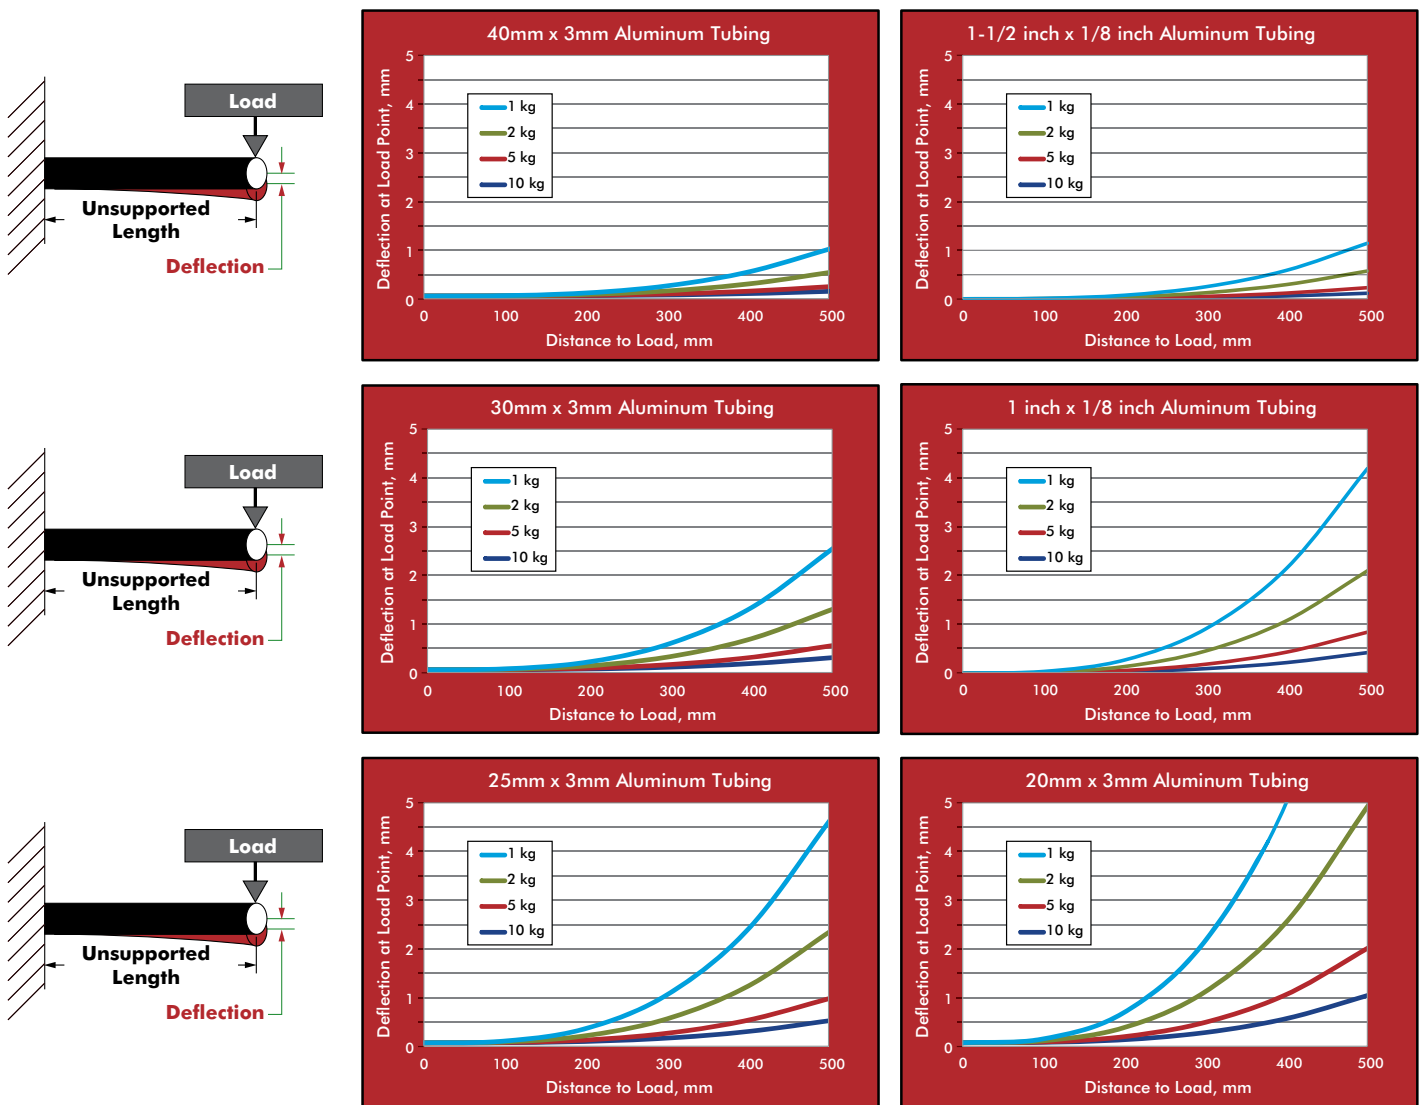 Load
Unsupported
Length
Deflection
40mm x 3mm Aluminum Tubing
Deflection at Load Point, mm
5
4
3
2
1
0
1 kg
2 kg
5 kg
10 kg
0 100 200 300 400 500
Distance to Load, mm
1-1/2 inch x 1/8 inch Aluminum Tubing
Deflection at Load Point, mm
5
4
3
2
1
0
1 kg
2 kg
5 kg
10 kg
0 100 200 300 400 500
Distance to Load, mm
Load
Unsupported
Length
Deflection
30mm x 3mm Aluminum Tubing
Deflection at Load Point, mm
5
4
3
2
1
0
1 kg
2 kg
5 kg
10 kg
0 100 200 300 400 500
Distance to Load, mm
1 inch x 1/8 inch Aluminum Tubing
Deflection at Load Point, mm
5
4
3
2
1
0
1 kg
2 kg
5 kg
10 kg
0 100 200 300 400 500
Distance to Load, mm
Load
Unsupported
Length
Deflection
25mm x 3mm Aluminum Tubing
Deflection at Load Point, mm
5
4
3
2
1
0
1 kg
2 kg
5 kg
10 kg
0 100 200 300 400 500
Distance to Load, mm
20mm x 3mm Aluminum Tubing
Deflection at Load Point, mm
5
4
3
2
1
0
1 kg
2 kg
5 kg
10 kg
0 100 200 300 400 500
Distance to Load, mm